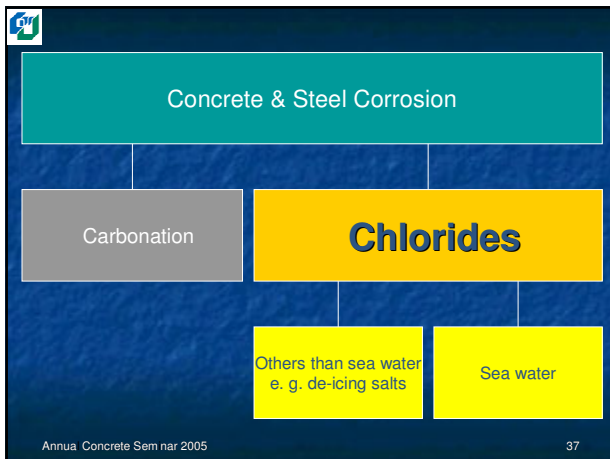 Concrete & Steel Corrosion
Carbonation
Chlorides
Others than sea water
e. g. de-icing salts
Sea water
Annua Concrete Sem nar 2005
37